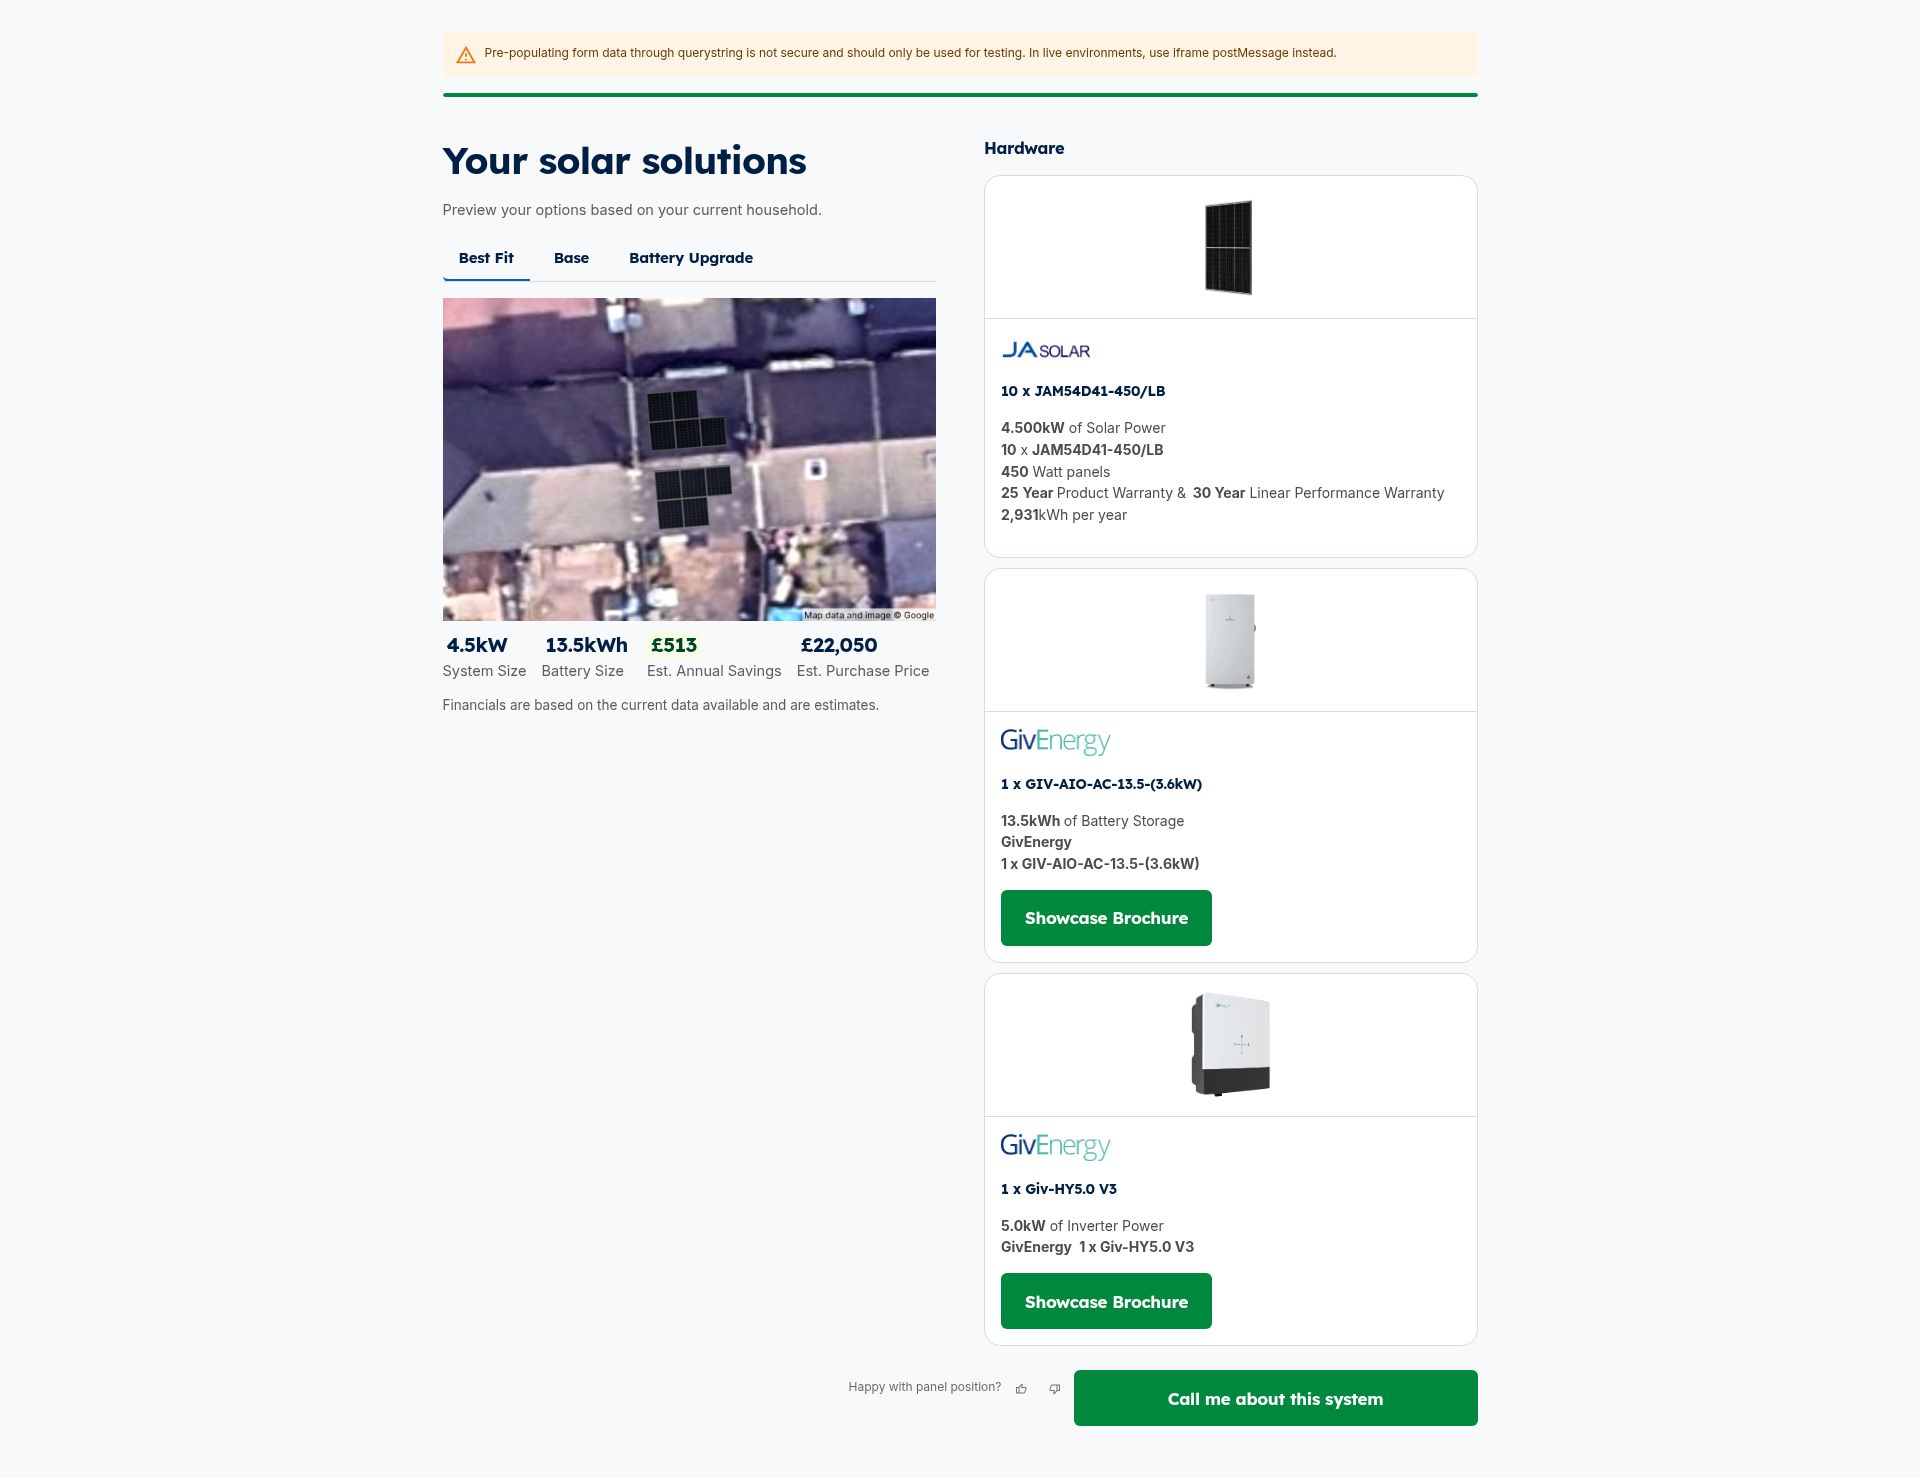 Pre-populating form data through querystring is not secure and should only be used for testing. In live environments, use iframe postMessage instead.
Your solar solutions
Preview your options based on your current household.
Best Fit
Base
Battery Upgrade
Map data and image © Google
4.5kW
System Size
13.5kWh
Battery Size
£513
Est. Annual Savings
£22,050
Est. Purchase Price
Financials are based on the current data available and are estimates.
Hardware
JA SOLAR
10 x JAM54D41-450/LB
4.500kW of Solar Power
10 x JAM54D41-450/LB
450 Watt panels
25 Year Product Warranty & 30 Year Linear Performance Warranty
2,931kWh per year
GivEnergy
1 x GIV-AIO-AC-13.5-(3.6kW)
13.5kWh of Battery Storage
GivEnergy
1 x GIV-AIO-AC-13.5-(3.6kW)
Showcase Brochure
GivEnergy
1 x Giv-HY5.0 V3
5.0kW of Inverter Power
GivEnergy 1 x Giv-HY5.0 V3
Showcase Brochure
Happy with panel position?
Call me about this system